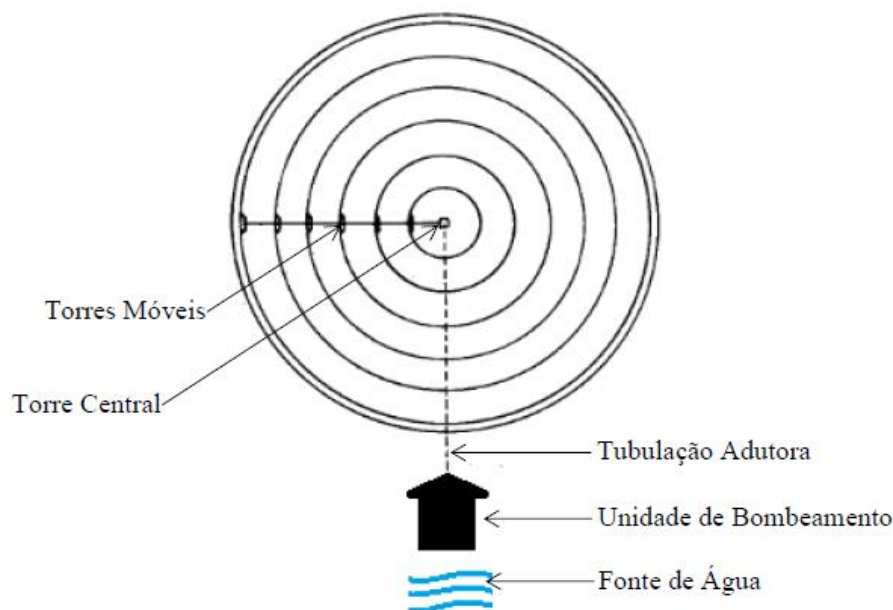 Torres Móveis
Torre Central
Tubulação Adutora
Unidade de Bombeamento
Fonte de Água